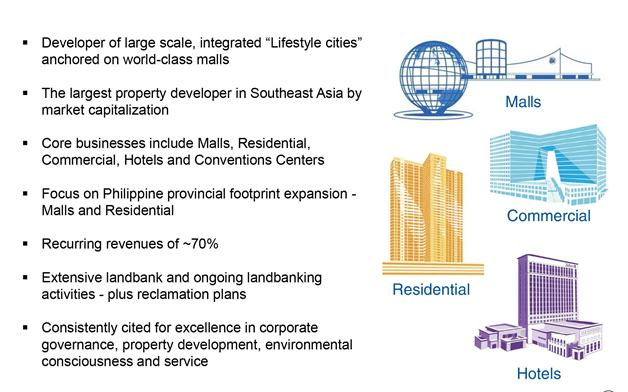 Developer of large scale, integrated “Lifestyle cities”
anchored on world-class malls
The largest property developer in Southeast Asia by
market capitalization
Core businesses include Malls, Residential,
Commercial, Hotels and Conventions Centers
Focus on Philippine provincial footprint expansion -
Malls and Residential
Recurring revenues of ~70%
Extensive landbank and ongoing landbanking
activities - plus reclamation plans
Consistently cited for excellence in corporate
governance, property development, environmental
consciousness and service
Malls
Commercial
Residential
Hotels